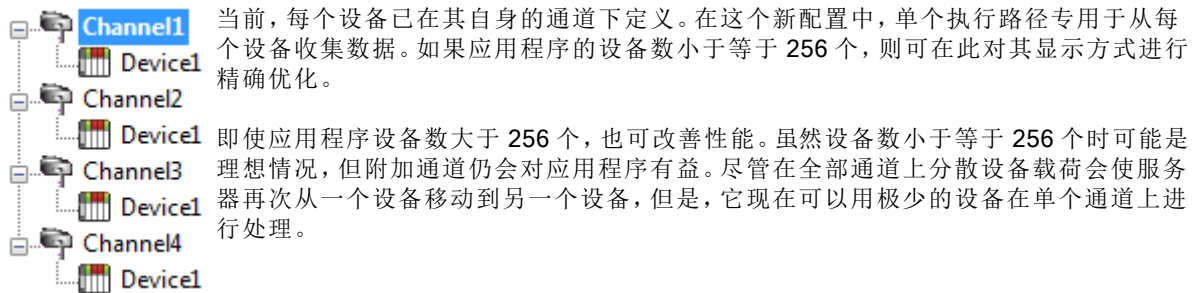 Channel1
Device1
Channel2
Device1
Channel3
Device1
Channel4
Device1
当前，每个设备已在其自身的通道下定义。在这个新配置中，单个执行路径专用于从每
个设备收集数据。如果应用程序的设备数小于等于 256 个，则可在此对其显示方式进行
精确优化。
即使应用程序设备数大于 256 个，也可改善性能。虽然设备数小于等于 256 个时可能是
理想情况，但附加通道仍会对应用程序有益。尽管在全部通道上分散设备载荷会使服务
器再次从一个设备移动到另一个设备，但是，它现在可以用极少的设备在单个通道上进
行处理。